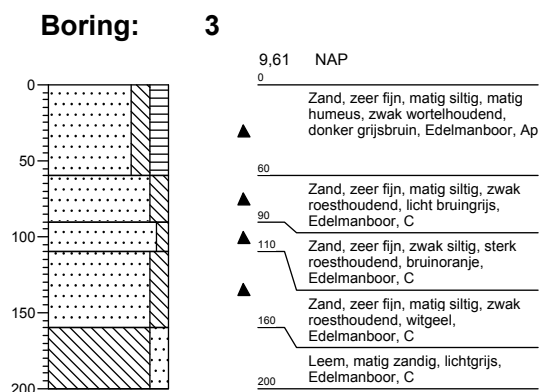 Boring: 3
9,61 NAP
0
0
Zand, zeer fijn, matig siltig, matig
humeus, zwak wortelhoudend,
donker grijsbruin, Edelmanboor, Ap
50
60
Zand, zeer fijn, matig siltig, zwak
roesthoudend, licht bruingrijs,
Edelmanboor, C
90
100
Zand, zeer fijn, zwak siltig, sterk
roesthoudend, bruinoranje,
Edelmanboor, C
110
150
Zand, zeer fijn, matig siltig, zwak
roesthoudend, witgeel,
Edelmanboor, C
160
Leem, matig zandig, lichtgrijs,
Edelmanboor, C
200
200